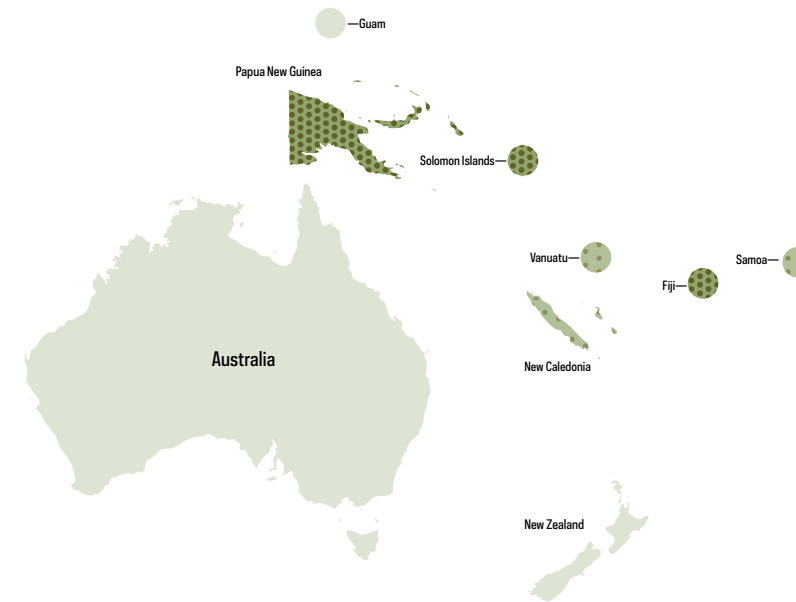 Guam
Papua New Guinea
Solomon Islands
Vanuatu
Samoa
Fiji
Australia
New Caledonia
New Zealand